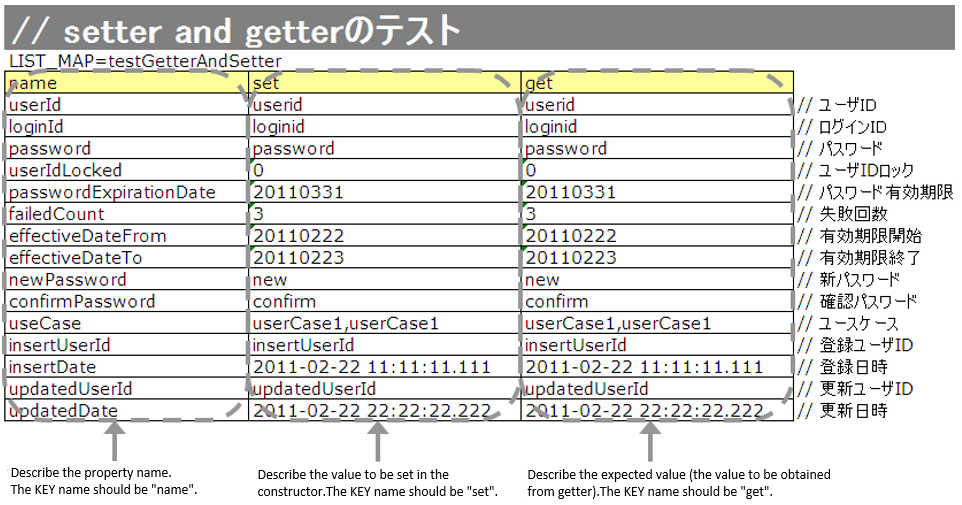 // setter and getterのテスト
LIST_MAP=testGetterAndSetter
name set get
userId userid userid // ユーザID
loginId loginid loginid // ログインID
password password password // パスワード
userIdLocked 0 0 // ユーザIDロック
passwordExpirationDate 20110331 20110331 // パスワード有効期限
failedCount 3 3 // 失敗回数
effectiveDateFrom 20110222 20110222 // 有効期限開始
effectiveDateTo 20110223 20110223 // 有効期限終了
newPassword new new // 新パスワード
confirmPassword confirm confirm // 確認パスワード
useCase userCase1,userCase1 userCase1,userCase1 // ユースケース
insertUserId insertUserId insertUserId // 登録ユーザID
insertDate 2011-02-22 11:11:11.111 2011-02-22 11:11:11.111 // 登録日時
updatedUserId updatedUserId updatedUserId // 更新ユーザID
updatedDate 2011-02-22 22:22:22.222 2011-02-22 22:22:22.222 // 更新日時
Describe the property name.
The KEY name should be "name".
Describe the value to be set in the
constructor.The KEY name should be "set".
Describe the expected value (the value to be obtained
from getter).The KEY name should be "get".